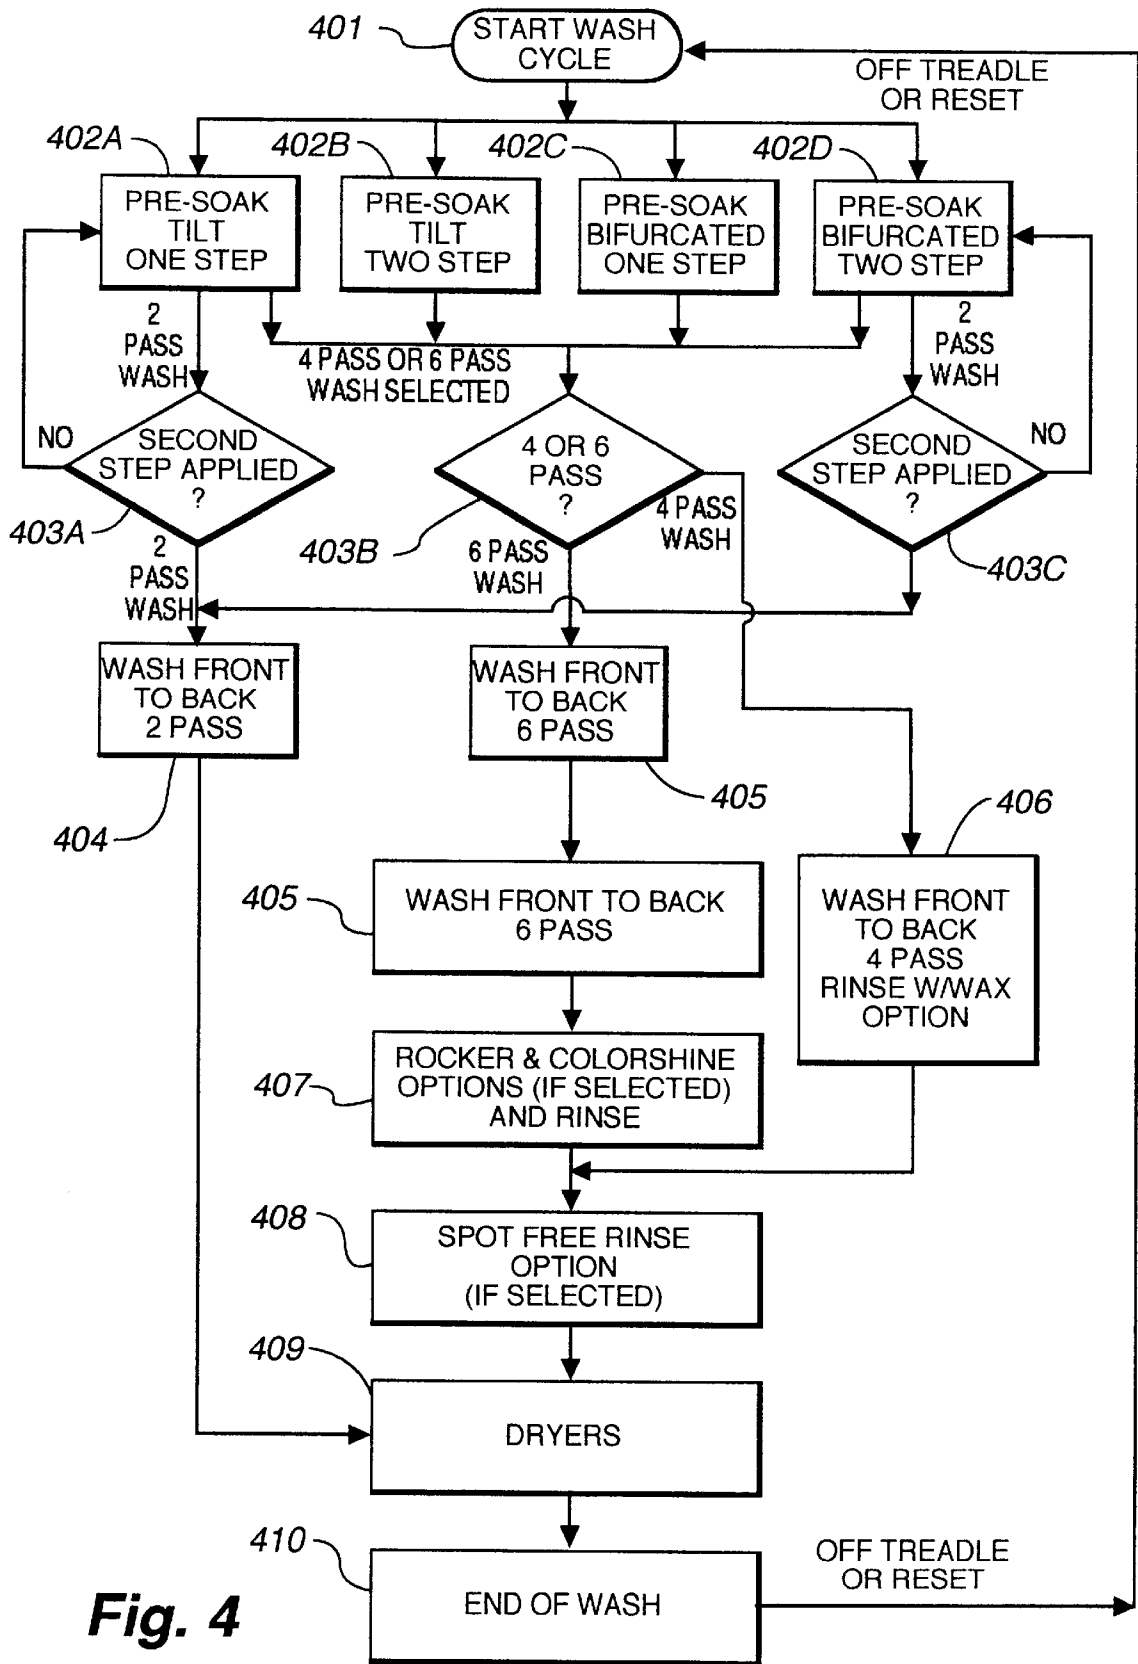 401
START WASH
CYCLE
OFF TREADLE
OR RESET
402A
402B
402C
402D
PRE-SOAK
TILT
ONE STEP
PRE-SOAK
TILT
TWO STEP
PRE-SOAK
BIFURCATED
ONE STEP
PRE-SOAK
BIFURCATED
TWO STEP
2
PASS
WASH
4 PASS OR 6 PASS
WASH SELECTED
2
PASS
WASH
NO
SECOND
STEP APPLIED
?
4 OR 6
PASS
?
SECOND
STEP APPLIED
?
NO
403A
403B
403C
2
PASS
WASH
6 PASS
WASH
4 PASS
WASH
WASH FRONT
TO BACK
2 PASS
WASH FRONT
TO BACK
6 PASS
404
405
406
405
WASH FRONT TO BACK
6 PASS
WASH FRONT
TO BACK
4 PASS
RINSE W/WAX
OPTION
407
ROCKER & COLORSHINE
OPTIONS (IF SELECTED)
AND RINSE
408
SPOT FREE RINSE
OPTION
(IF SELECTED)
409
DRYERS
410
END OF WASH
OFF TREADLE
OR RESET
Fig. 4